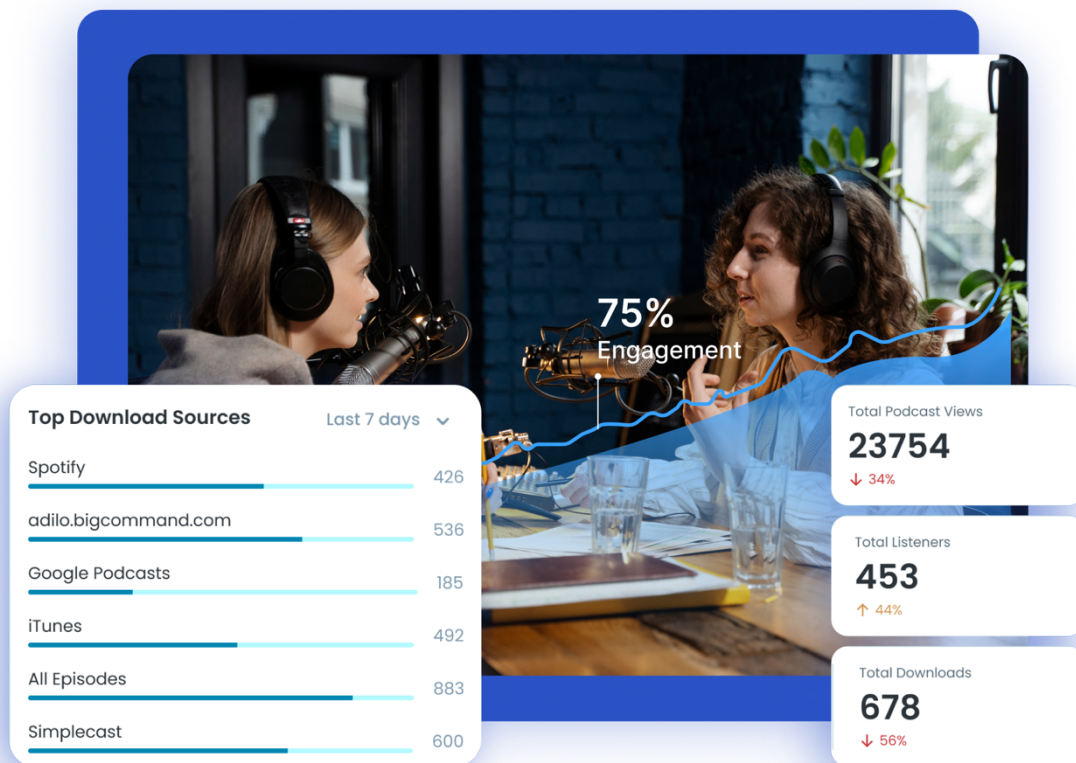 75%
Engagement
Top Download Sources
Last 7 days
Spotify
426
adilo.bigcommand.com
536
Google Podcasts
185
iTunes
492
All Episodes
883
Simplecast
600
Total Podcast Views
23754
↓ 34%
Total Listeners
453
↑ 44%
Total Downloads
678
↓ 56%